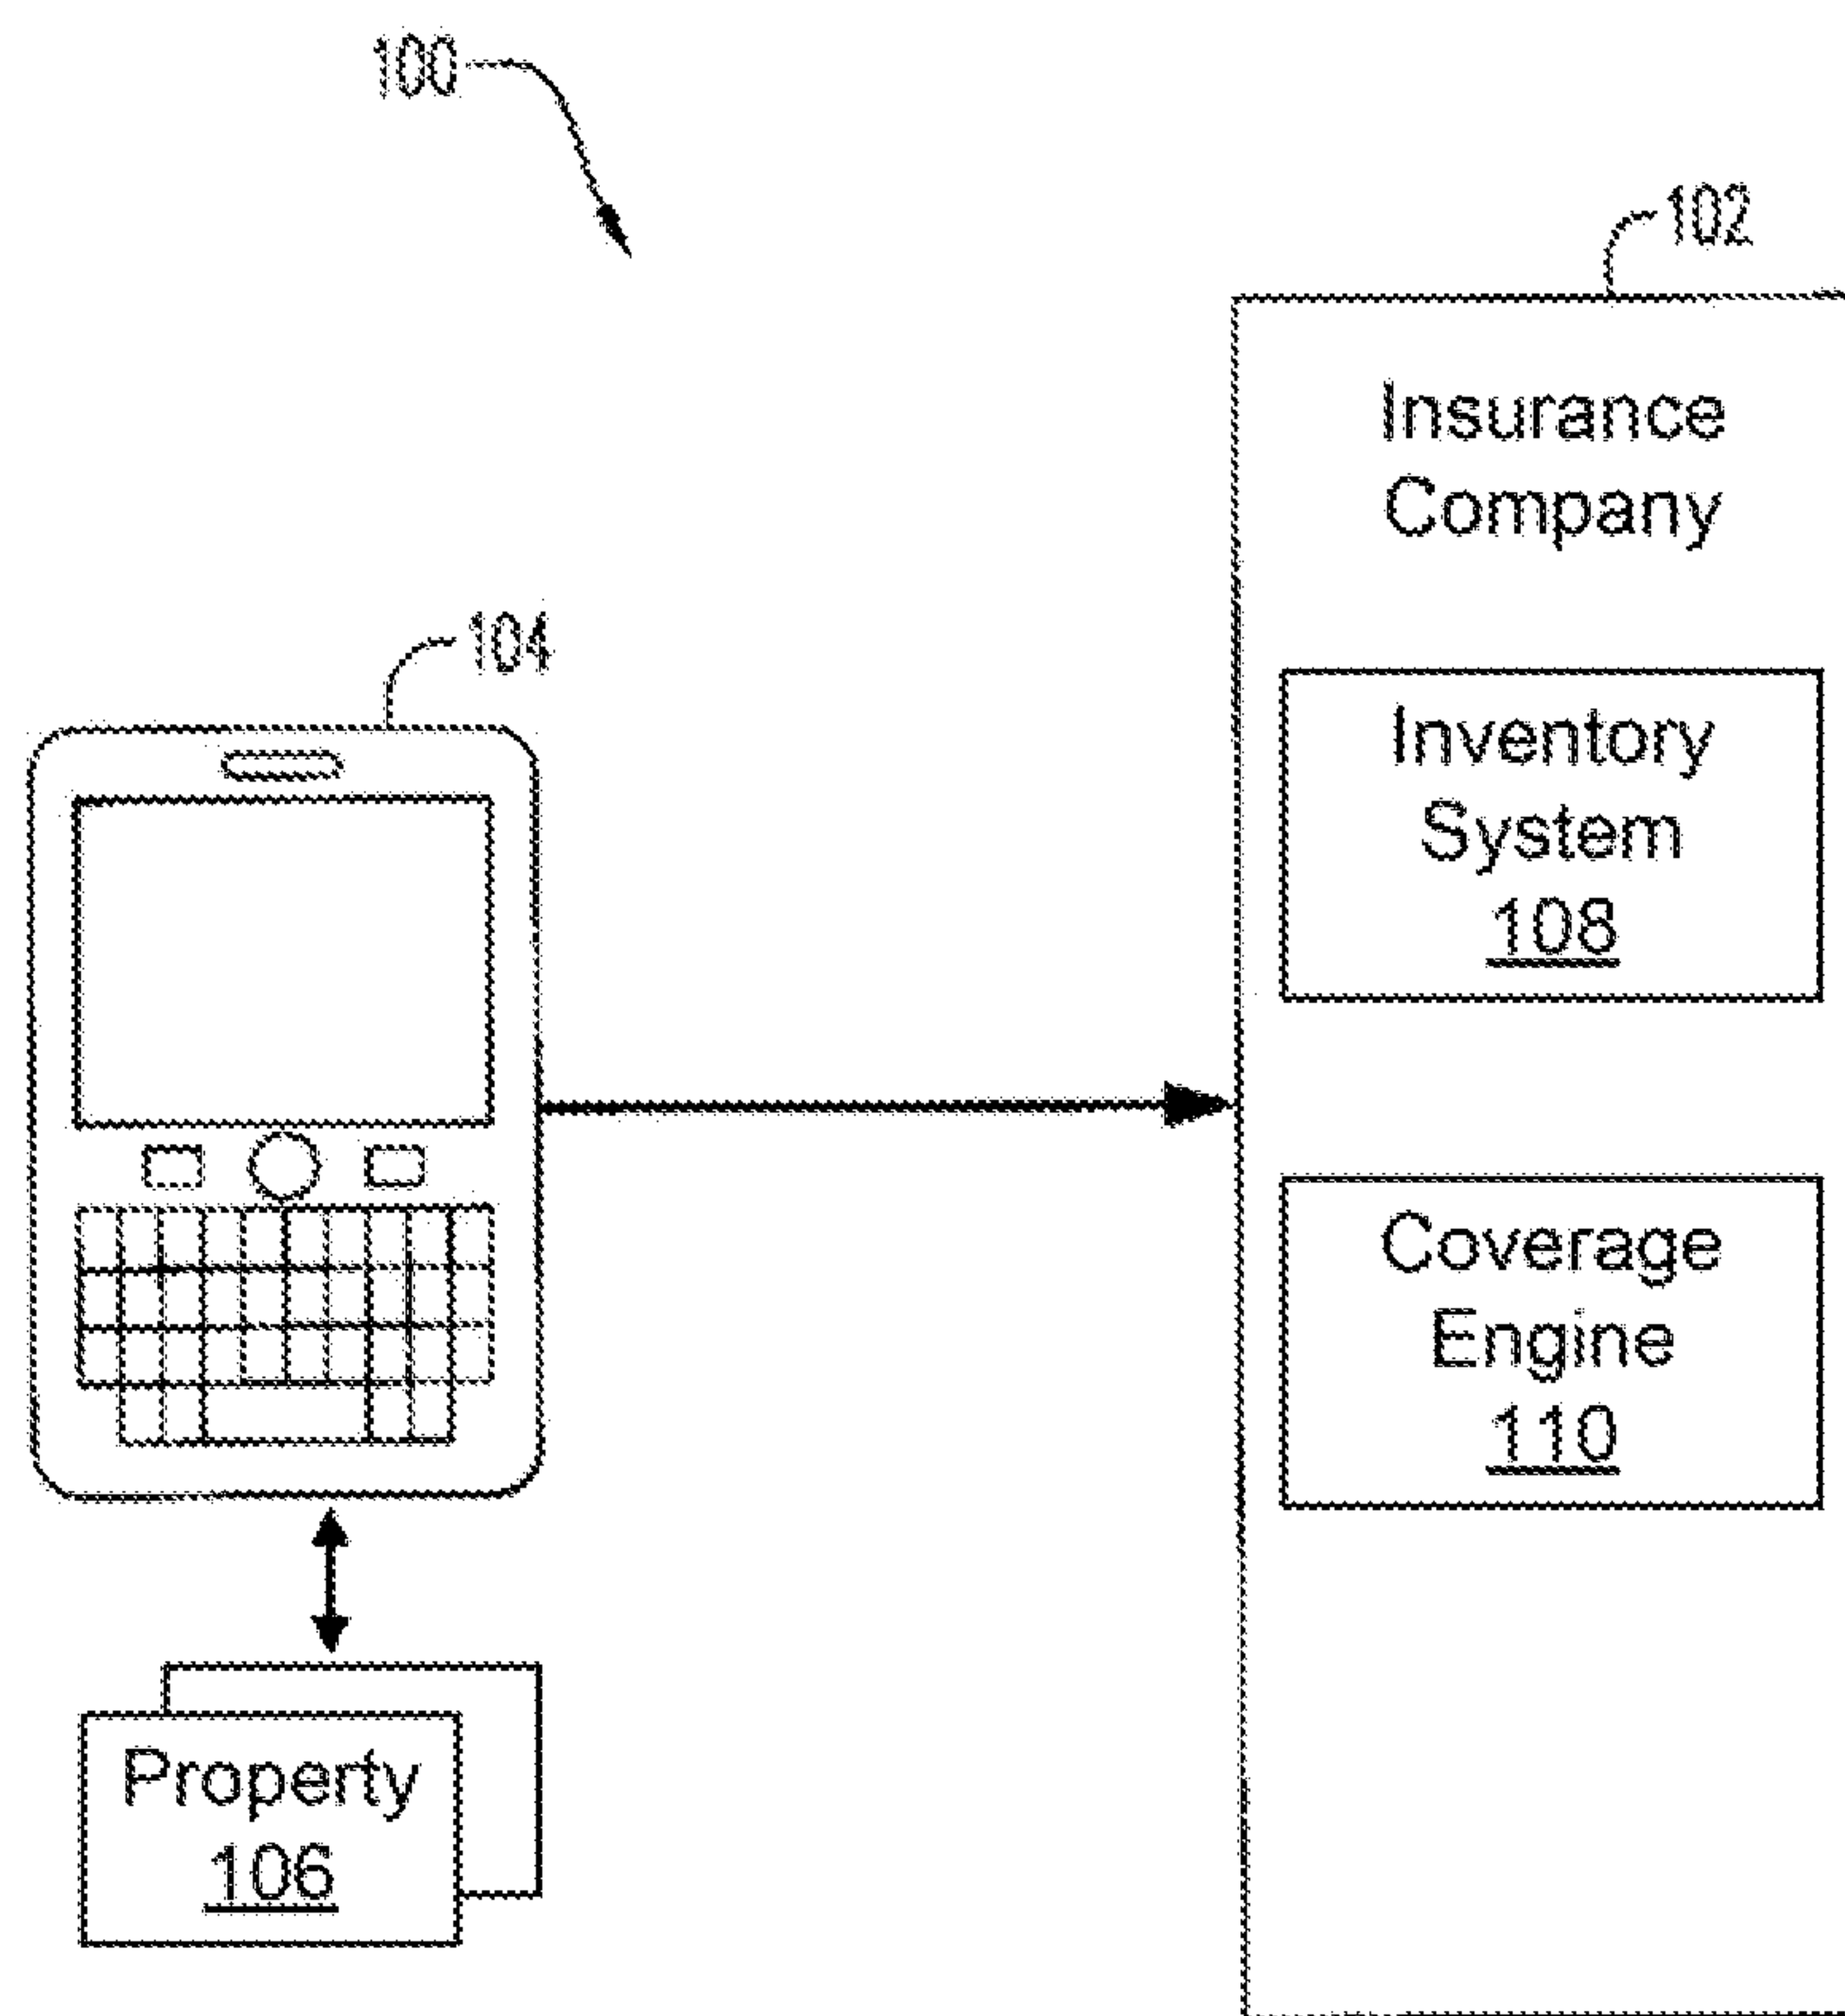 100
102
Insurance
Company
104
Inventory
System
108
Coverage
Engine
110
Property
106